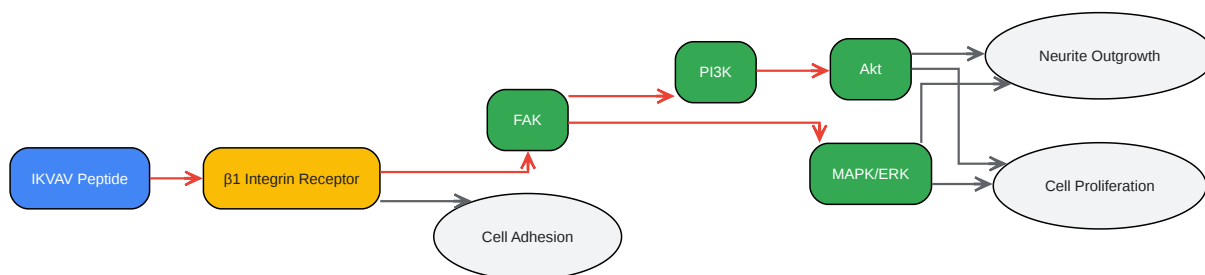 IKVAV Peptide
β1 Integrin Receptor
FAK
PI3K
Akt
MAPK/ERK
Neurite Outgrowth
Cell Proliferation
Cell Adhesion